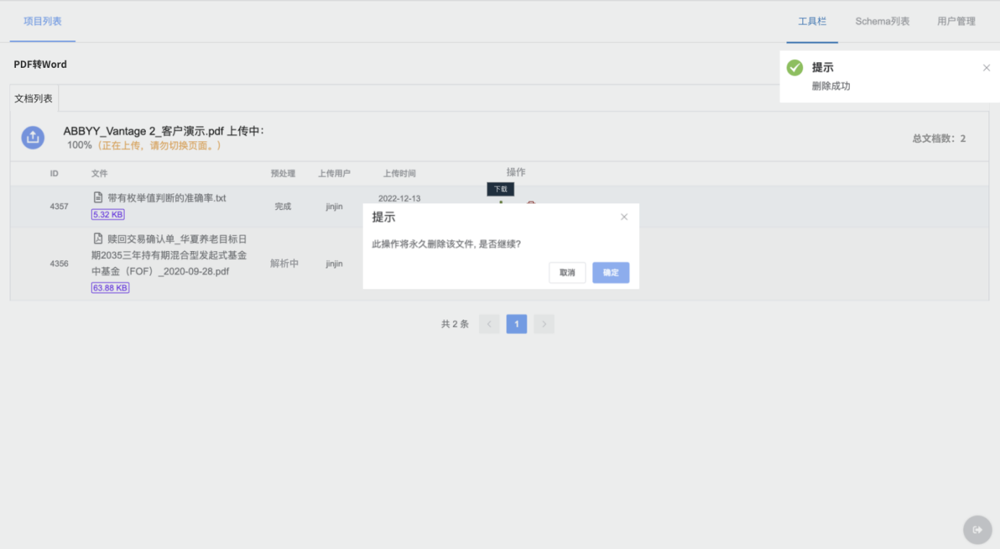 项目列表
工具栏
Schema列表
用户管理
PDF转Word
提示
删除成功
文档列表
ABBYY_Vantage 2_客户演示.pdf 上传中：
100%（正在上传，请勿切换页面。）
总文档数：2
ID 文件 预处理 上传用户 上传时间 操作
下载
4357 带有枚举值判断的准确率.txt 完成 jinjin 2022-12-13
5.32 KB
提示
此操作将永久删除该文件, 是否继续?
取消 确定
4356 赎回交易确认单_华夏养老目标日
期2035三年持有期混合型发起式基金
中基金（FOF）_2020-09-28.pdf
解析中 jinjin
63.88 KB
共 2 条
1